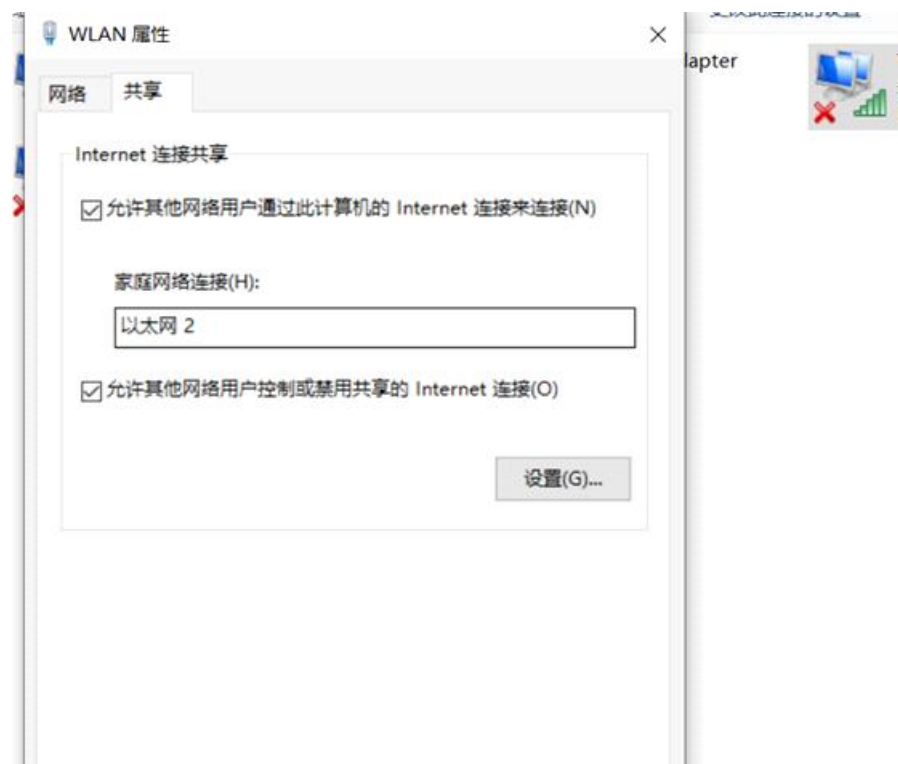 WLAN 属性
lapter
网络
共享
Internet 连接共享
允许其他网络用户通过此计算机的 Internet 连接来连接(N)
家庭网络连接(H):
以太网 2
允许其他网络用户控制或禁用共享的 Internet 连接(O)
设置(G)...